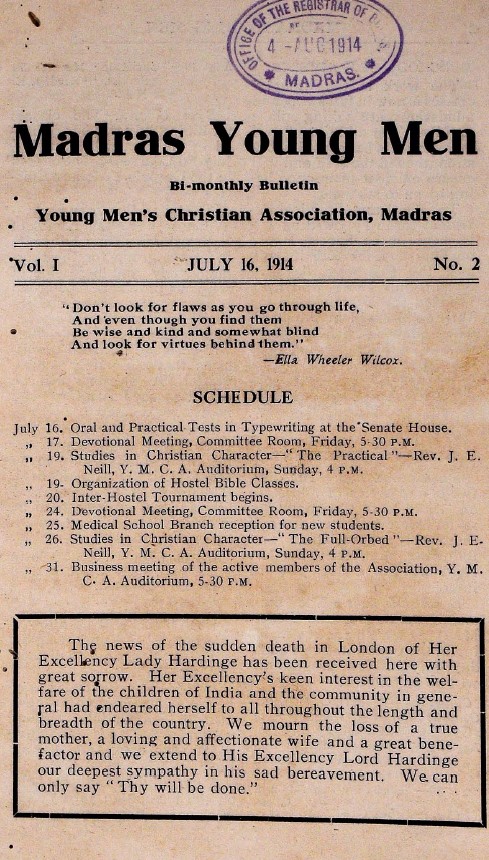 OFFICE OF THE REGISTRAR OF
4 - AUG 1914
MADRAS.
Madras Young Men
Bi-monthly Bulletin
Young Men's Christian Association, Madras
Vol. I JULY 16, 1914 No. 2
"Don't look for flaws as you go through life,
And even though you find them
Be wise and kind and somewhat blind
And look for virtues behind them."
—Ella Wheeler Wilcox.
SCHEDULE
July 16. Oral and Practical Tests in Typewriting at the Senate House.
„ 17. Devotional Meeting, Committee Room, Friday, 5-30 P.M.
„ 19. Studies in Christian Character—"The Practical"—Rev. J. E.
Neill, Y. M. C. A. Auditorium, Sunday, 4 P.M.
„ 19. Organization of Hostel Bible Classes.
„ 20. Inter-Hostel Tournament begins.
„ 24. Devotional Meeting, Committee Room, Friday, 5-30 P.M.
„ 25. Medical School Branch reception for new students.
„ 26. Studies in Christian Character—"The Full-Orbed"—Rev. J. E.
Neill, Y. M. C. A. Auditorium, Sunday, 4 P.M.
„ 31. Business meeting of the active members of the Association, Y. M.
C. A. Auditorium, 5-30 P.M.
The news of the sudden death in London of Her
Excellency Lady Hardinge has been received here with
great sorrow. Her Excellency's keen interest in the wel-
fare of the children of India and the community in gene-
ral had endeared herself to all throughout the length and
breadth of the country. We mourn the loss of a true
mother, a loving and affectionate wife and a great bene-
factor and we extend to His Excellency Lord Hardinge
our deepest sympathy in his sad bereavement. We can
only say "Thy will be done."